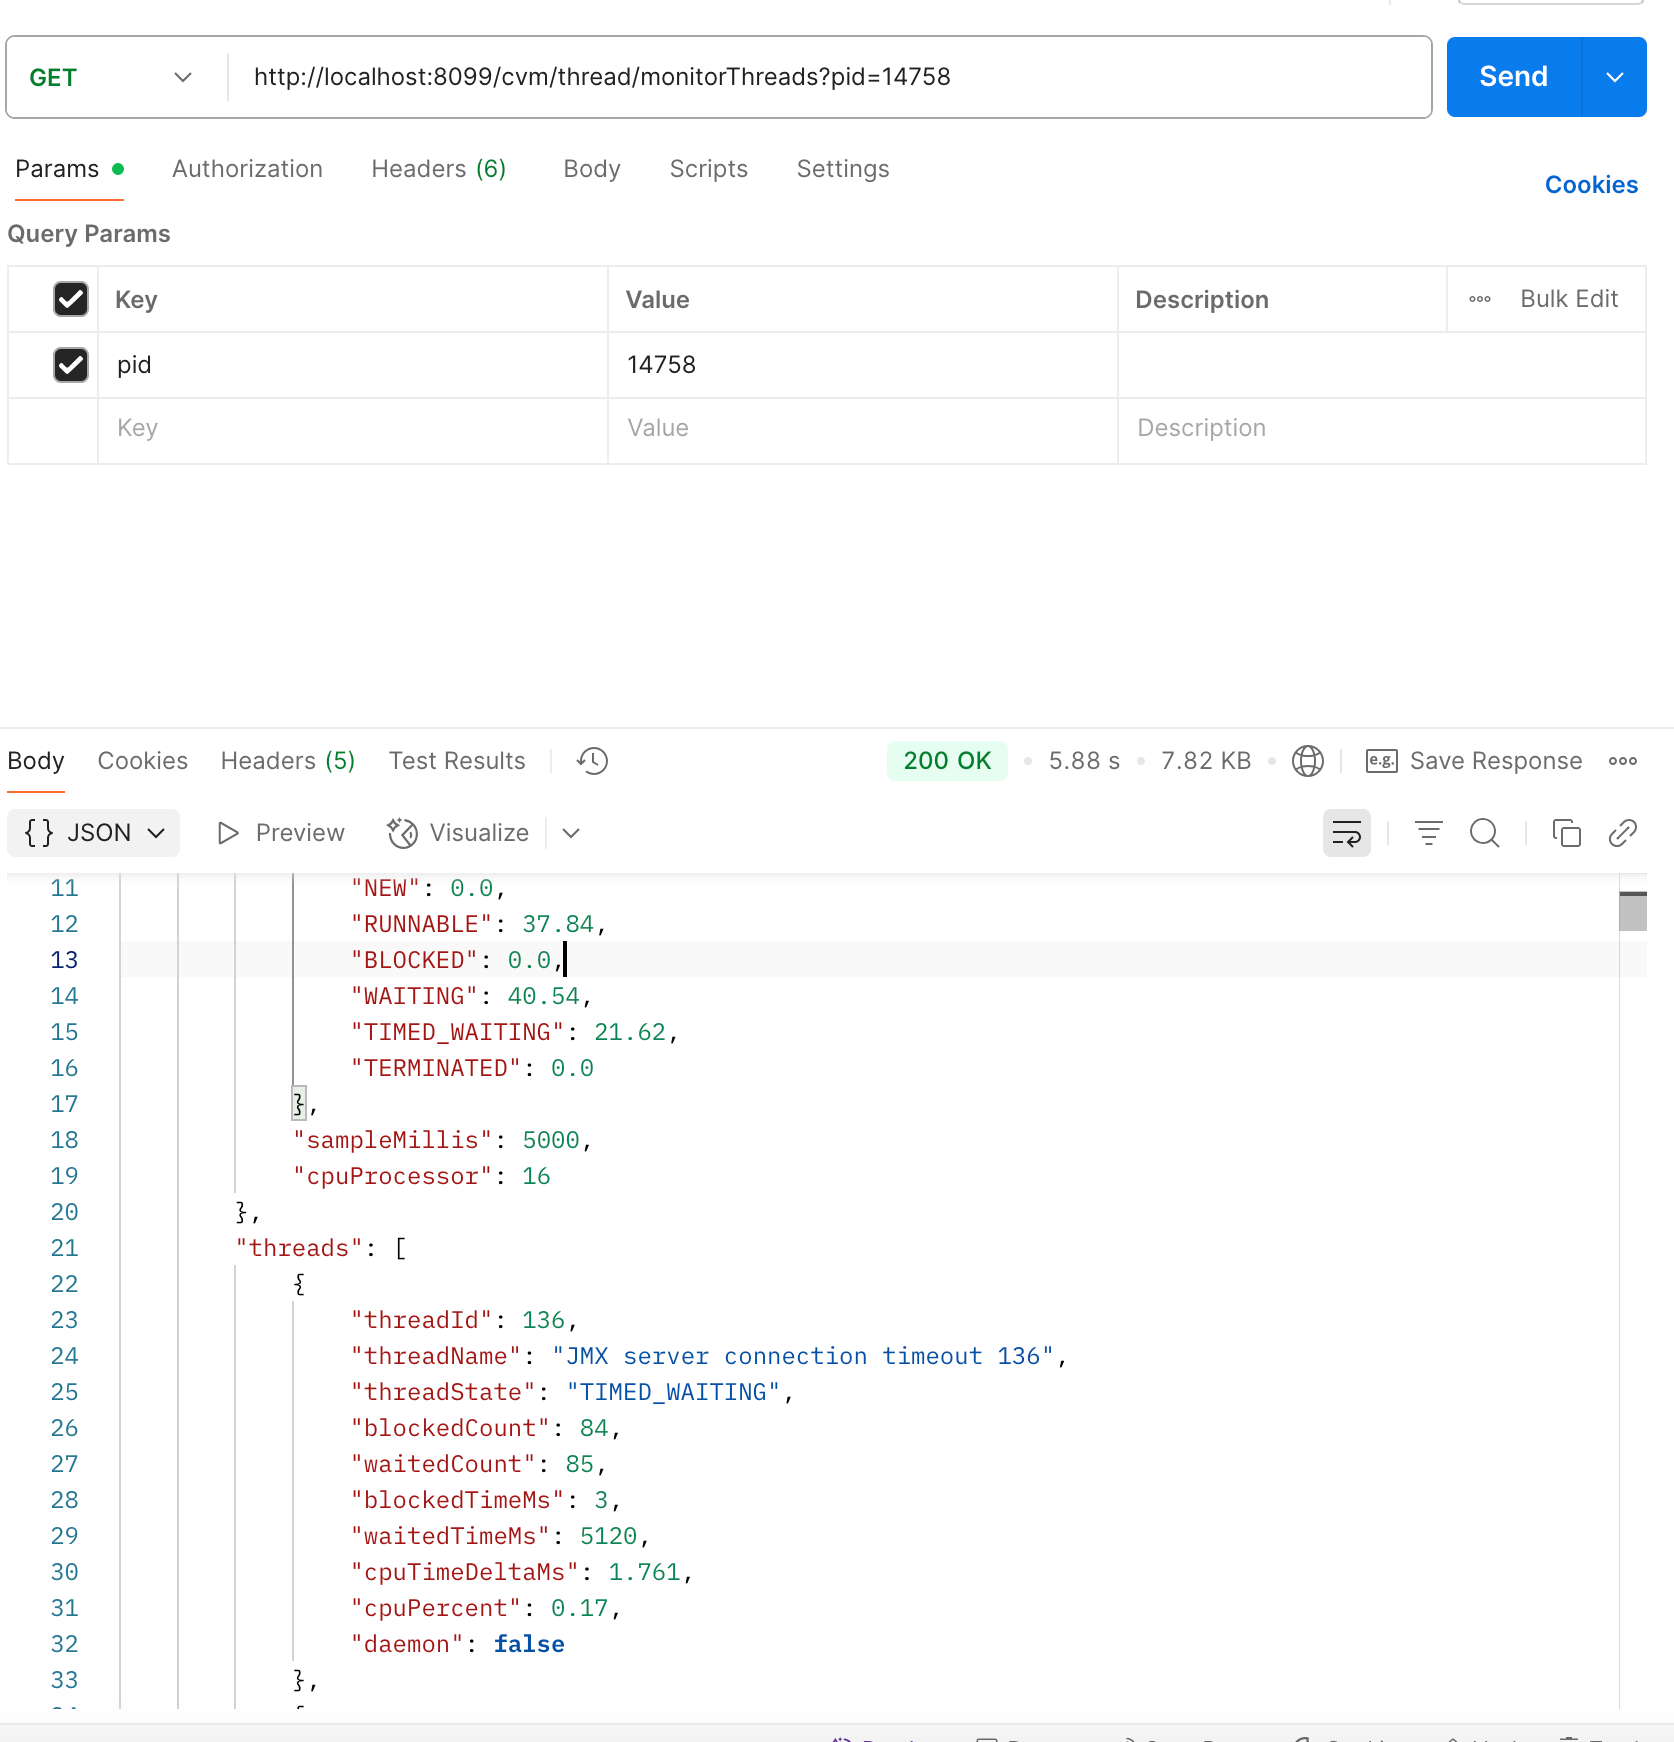 GET http://localhost:8099/cvm/thread/monitorThreads?pid=14758 Send
Params Authorization Headers (6) Body Scripts Settings Cookies
Query Params
Key Value Description Bulk Edit
pid 14758
Key Value Description
Body Cookies Headers (5) Test Results 200 OK 5.88 s 7.82 KB e.g. Save Response
{ } JSON Preview Visualize
11 "NEW": 0.0,
12 "RUNNABLE": 37.84,
13 "BLOCKED": 0.0,
14 "WAITING": 40.54,
15 "TIMED_WAITING": 21.62,
16 "TERMINATED": 0.0
17 },
18 "sampleMillis": 5000,
19 "cpuProcessor": 16
20 },
21 "threads": [
22 {
23 "threadId": 136,
24 "threadName": "JMX server connection timeout 136",
25 "threadState": "TIMED_WAITING",
26 "blockedCount": 84,
27 "waitedCount": 85,
28 "blockedTimeMs": 3,
29 "waitedTimeMs": 5120,
30 "cpuTimeDeltaMs": 1.761,
31 "cpuPercent": 0.17,
32 "daemon": false
33 },